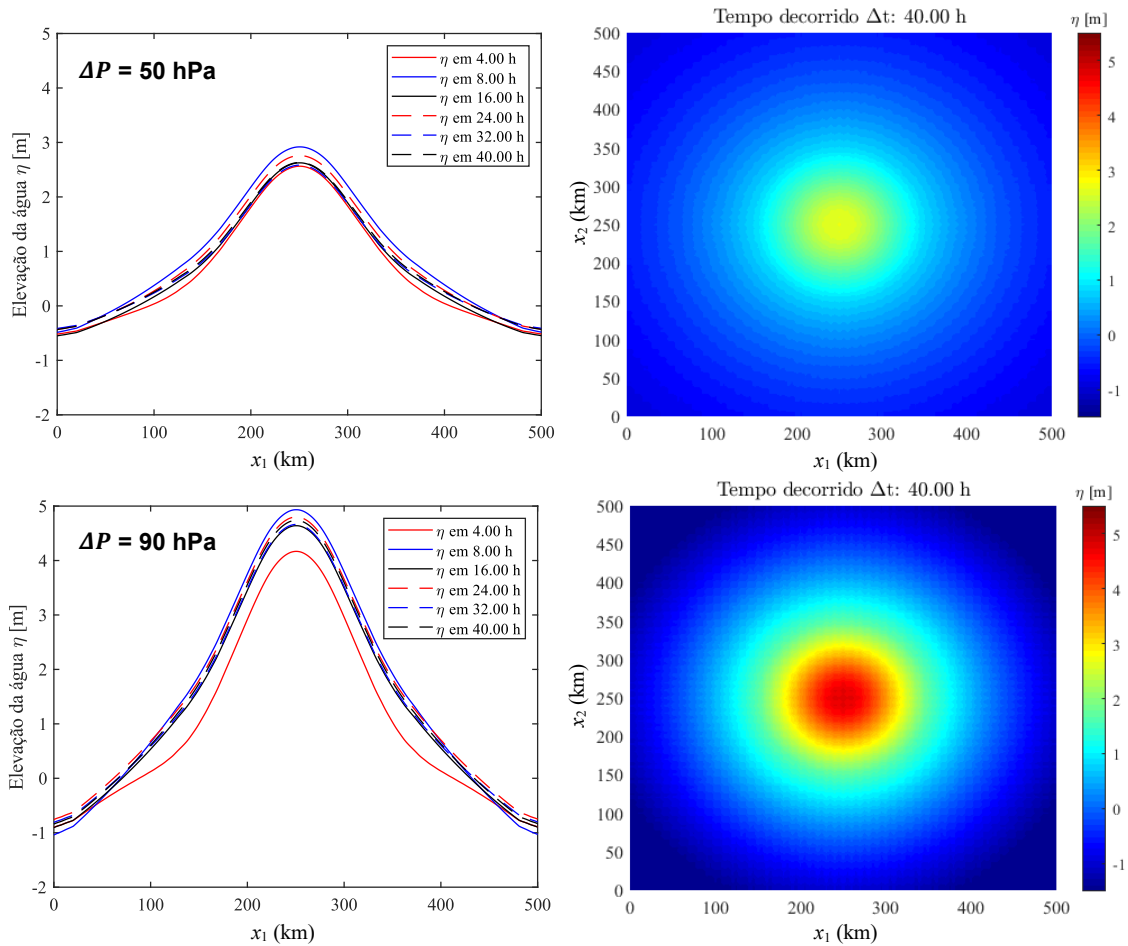 ΔP = 50 hPa
Elevação da água η [m]
5
4
3
2
1
0
-1
-2
0
100
200
300
400
500
x₁ (km)
η em 4.00 h
η em 8.00 h
η em 16.00 h
η em 24.00 h
η em 32.00 h
η em 40.00 h
Tempo decorrido Δt: 40.00 h
η [m]
x₂ (km)
500
450
400
350
300
250
200
150
100
50
0
0
100
200
300
400
500
x₁ (km)
5
4
3
2
1
0
-1
ΔP = 90 hPa
Elevação da água η [m]
5
4
3
2
1
0
-1
-2
0
100
200
300
400
500
x₁ (km)
η em 4.00 h
η em 8.00 h
η em 16.00 h
η em 24.00 h
η em 32.00 h
η em 40.00 h
Tempo decorrido Δt: 40.00 h
η [m]
x₂ (km)
500
450
400
350
300
250
200
150
100
50
0
0
100
200
300
400
500
x₁ (km)
5
4
3
2
1
0
-1